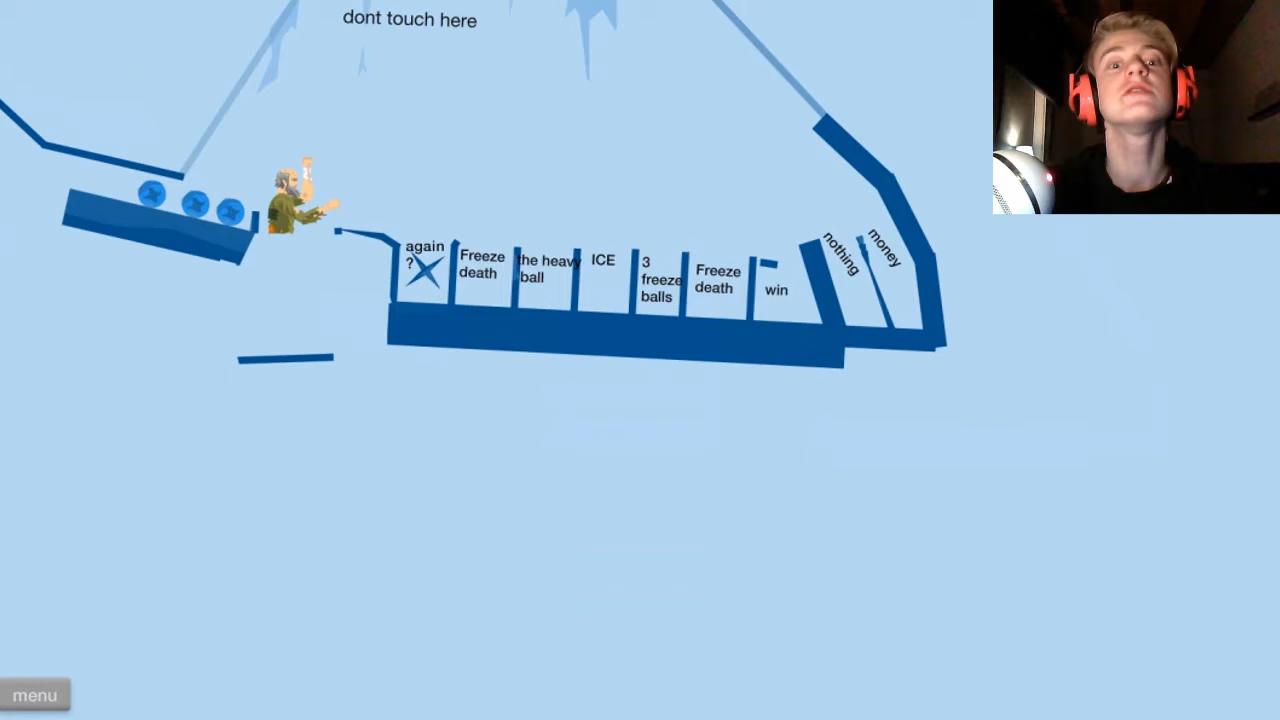 dont touch here
again
?
Freeze
death
the heavy
ball
ICE
3
freeze
balls
Freeze
death
win
nothing
money
menu